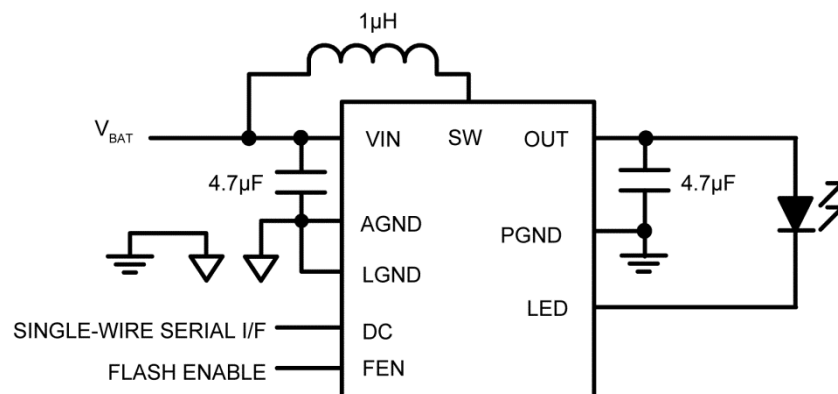 1µH
V_BAT
VIN
SW
OUT
4.7µF
4.7µF
AGND
PGND
LGND
LED
SINGLE-WIRE SERIAL I/F
DC
FLASH ENABLE
FEN